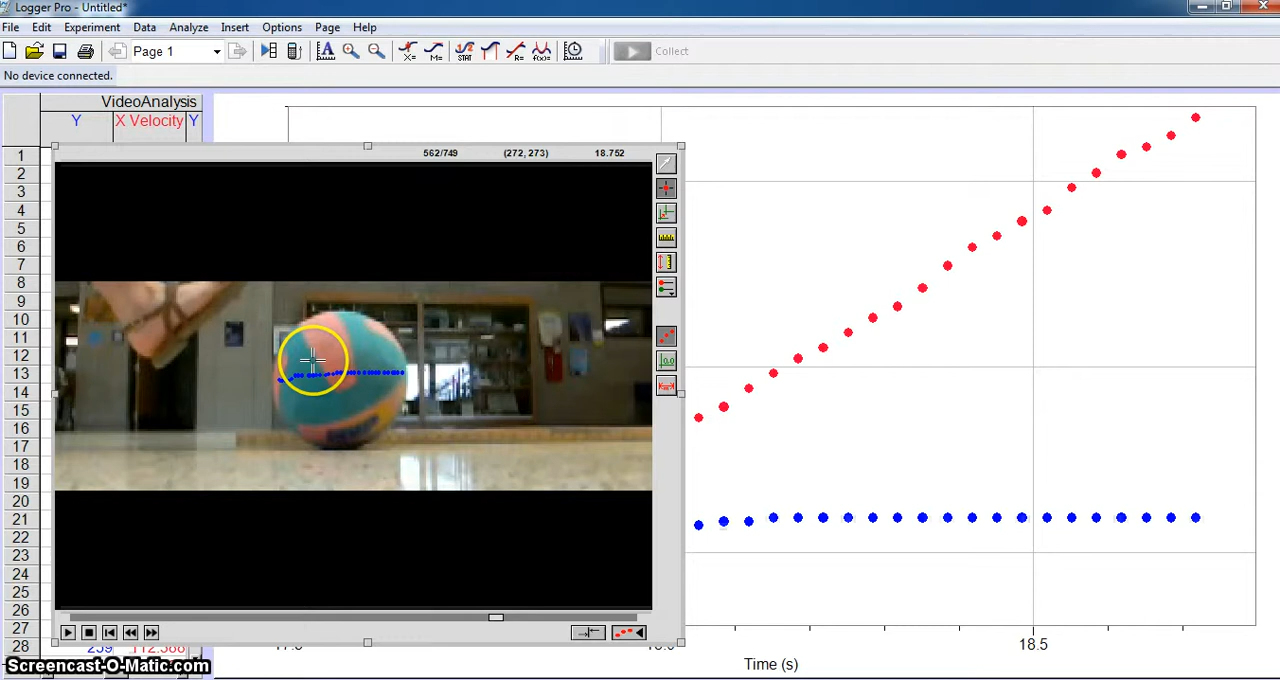 Logger Pro - Untitled*
File Edit Experiment Data Analyze Insert Options Page Help
Page 1
X= M= STAT R= f(x)= Collect
No device connected.
VideoAnalysis
Y X Velocity Y
1
2
3
4
5
6
7
8
9
10
11
12
13
14
15
16
17
18
19
20
21
22
23
24
25
26
27
28
562/749 (272, 273) 18.752
18.5
Time (s)
Screencast-O-Matic.com